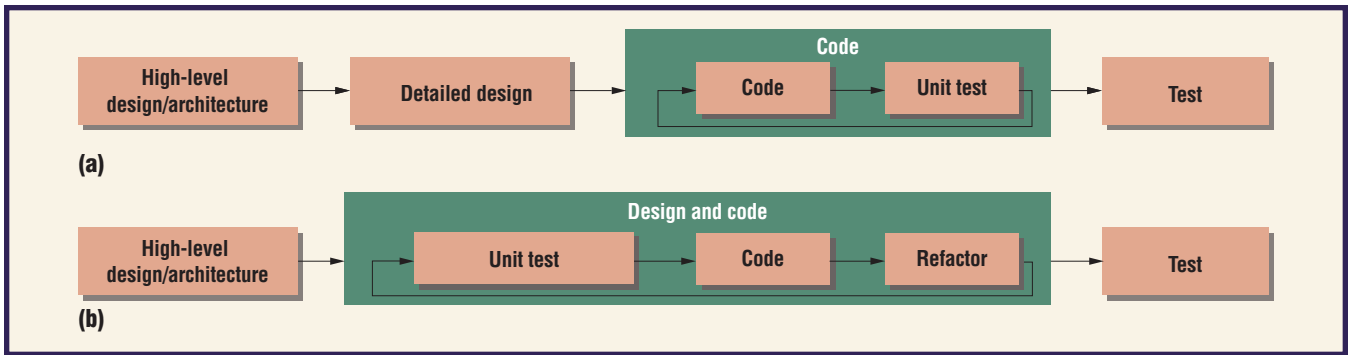 Code
High-level
design/architecture
Detailed design
Code
Unit test
Test
(a)
Design and code
High-level
design/architecture
Unit test
Code
Refactor
Test
(b)